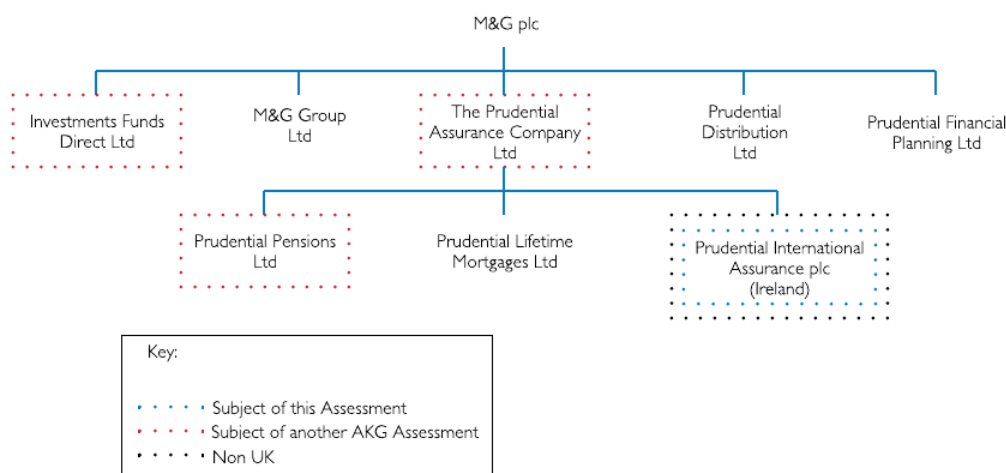 M&G plc
Investments Funds
Direct Ltd
M&G Group
Ltd
The Prudential
Assurance Company
Ltd
Prudential
Distribution
Ltd
Prudential Financial
Planning Ltd
Prudential Pensions
Ltd
Prudential Lifetime
Mortgages Ltd
Prudential International
Assurance plc
(Ireland)
Key:
Subject of this Assessment
Subject of another AKG Assessment
Non UK